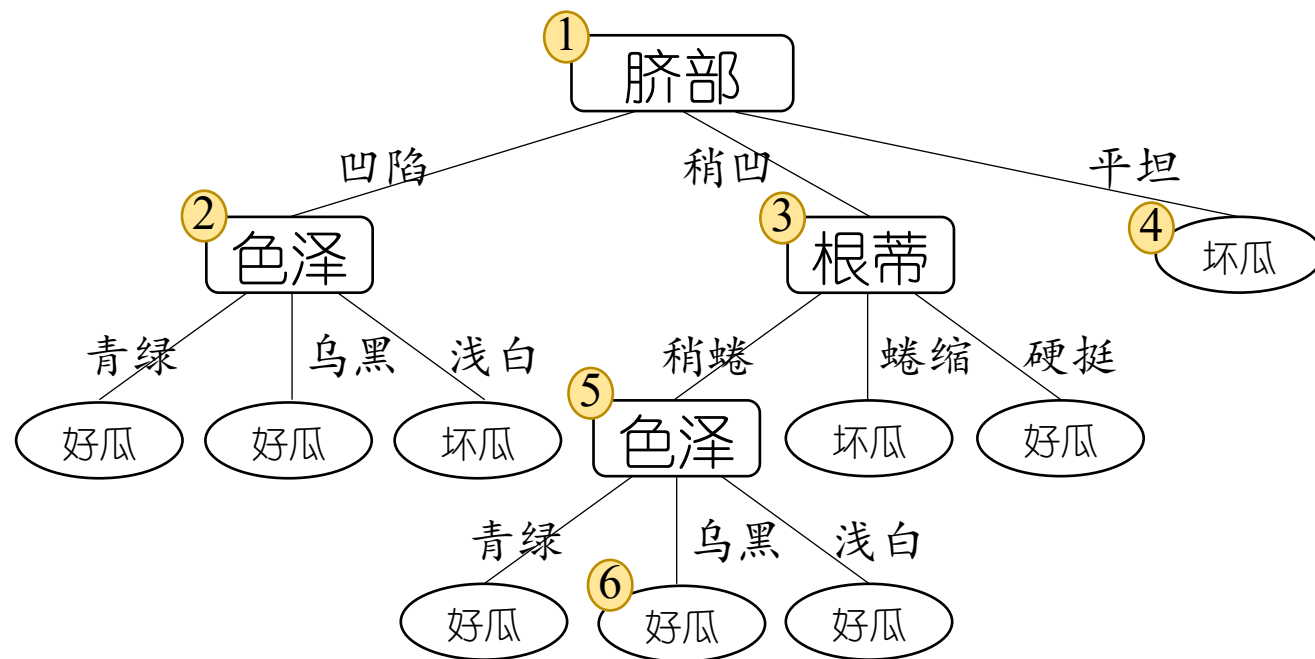 1
脐部
凹陷 稍凹 平坦
2 色泽 3 根蒂 4 坏瓜
青绿 乌黑 浅白 稍蜷 蜷缩 硬挺
好瓜 好瓜 坏瓜 5 色泽 坏瓜 好瓜
青绿 乌黑 浅白
好瓜 6 好瓜 好瓜